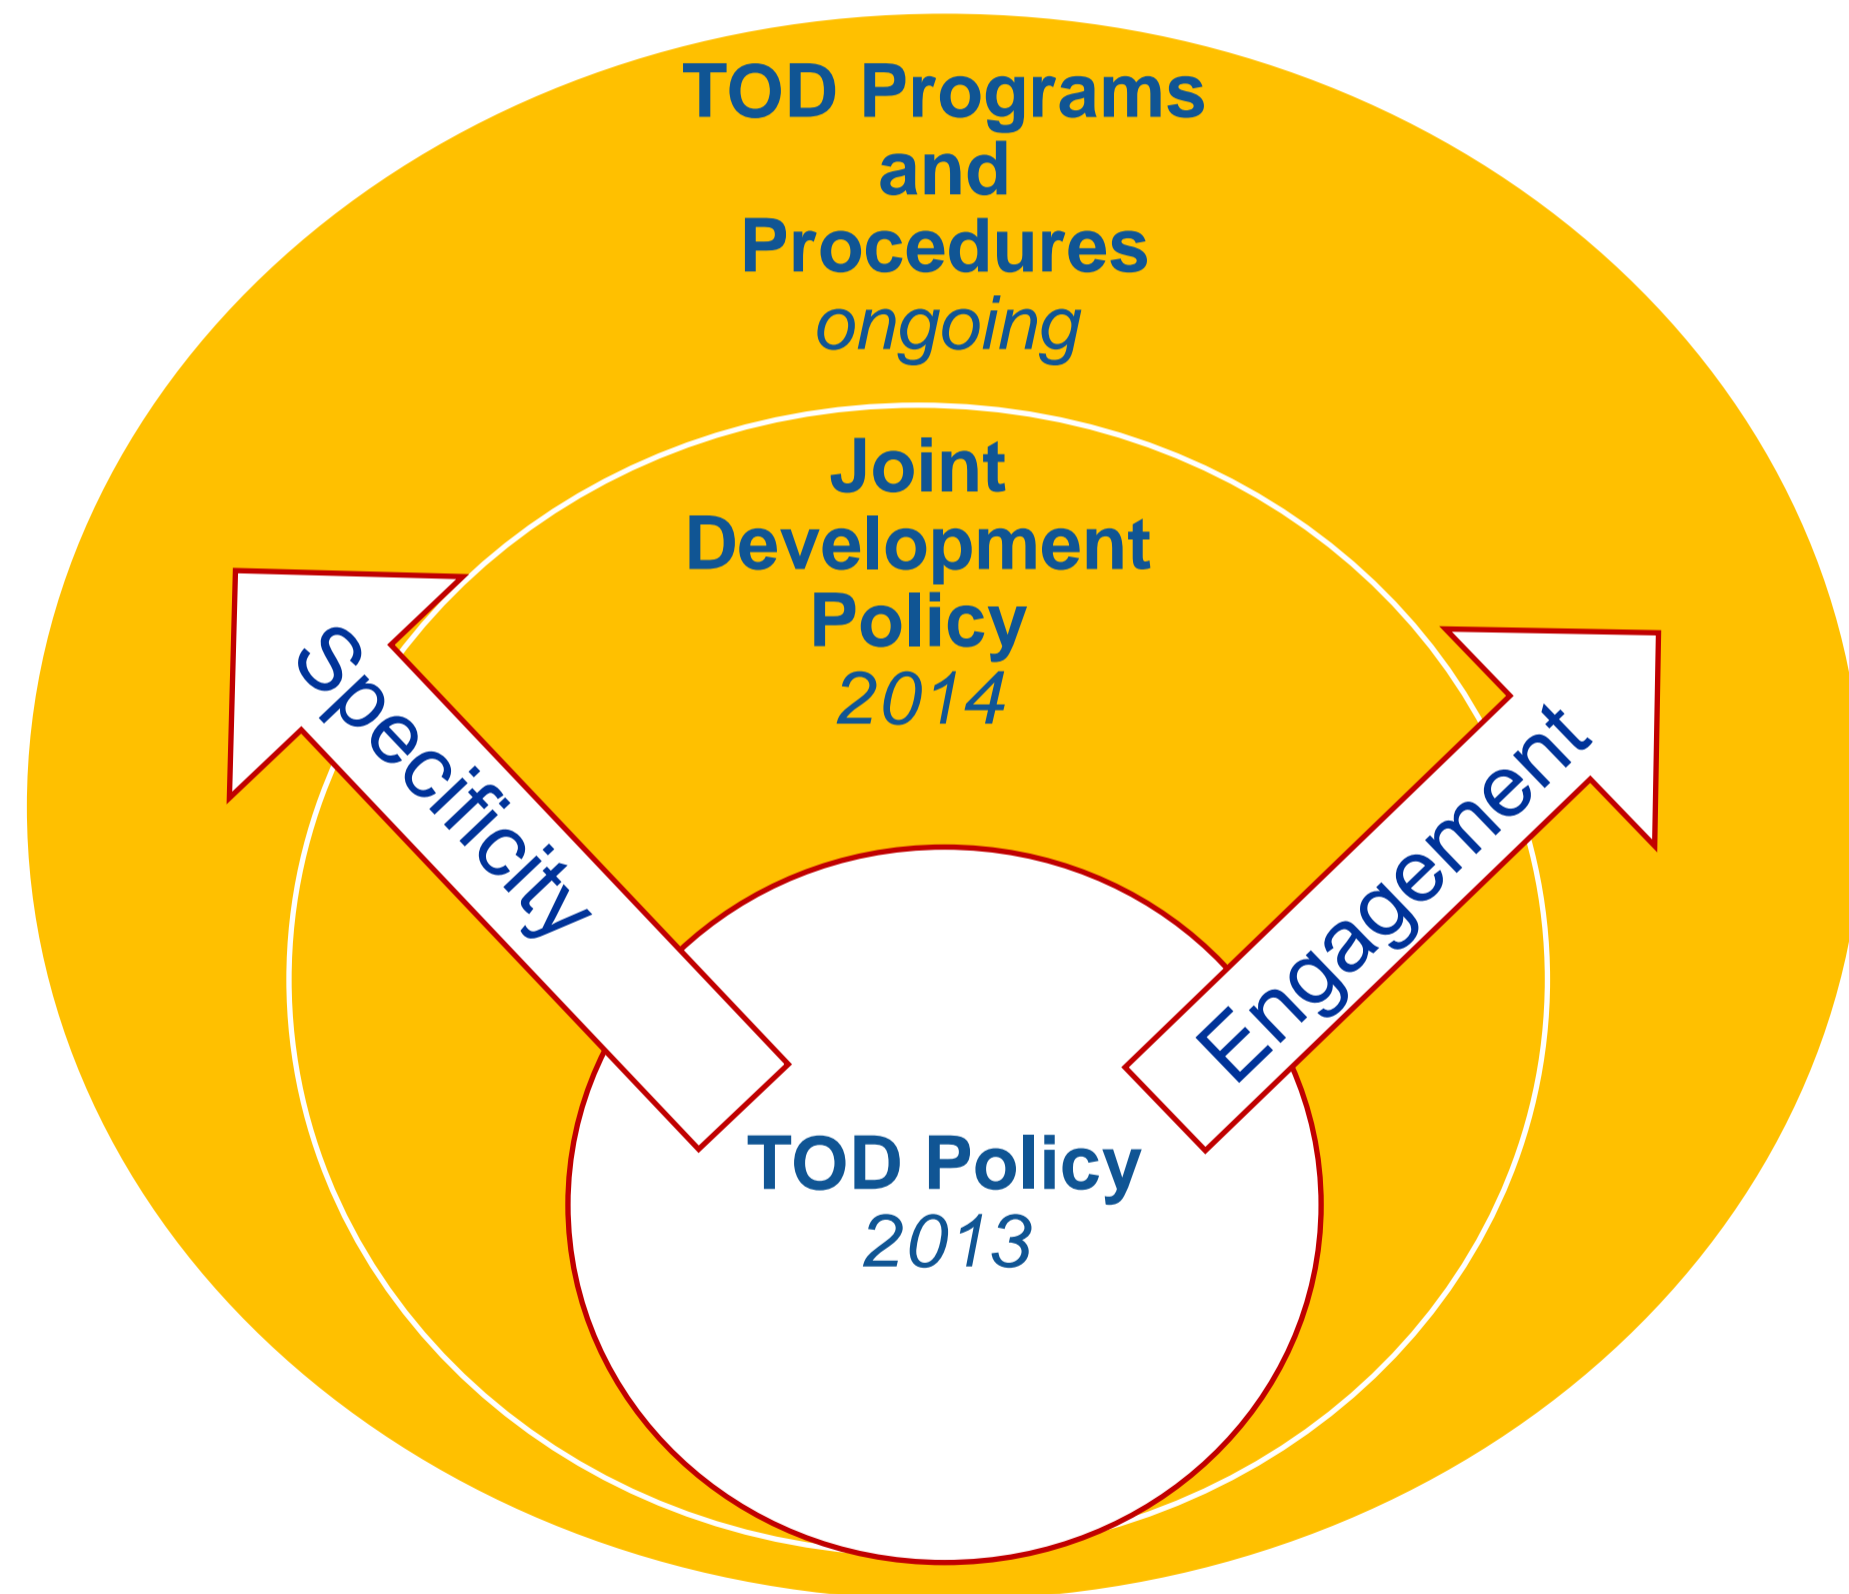 TOD Programs
and
Procedures
ongoing
Joint
Development
Policy
2014
Specificity
Engagement
TOD Policy
2013